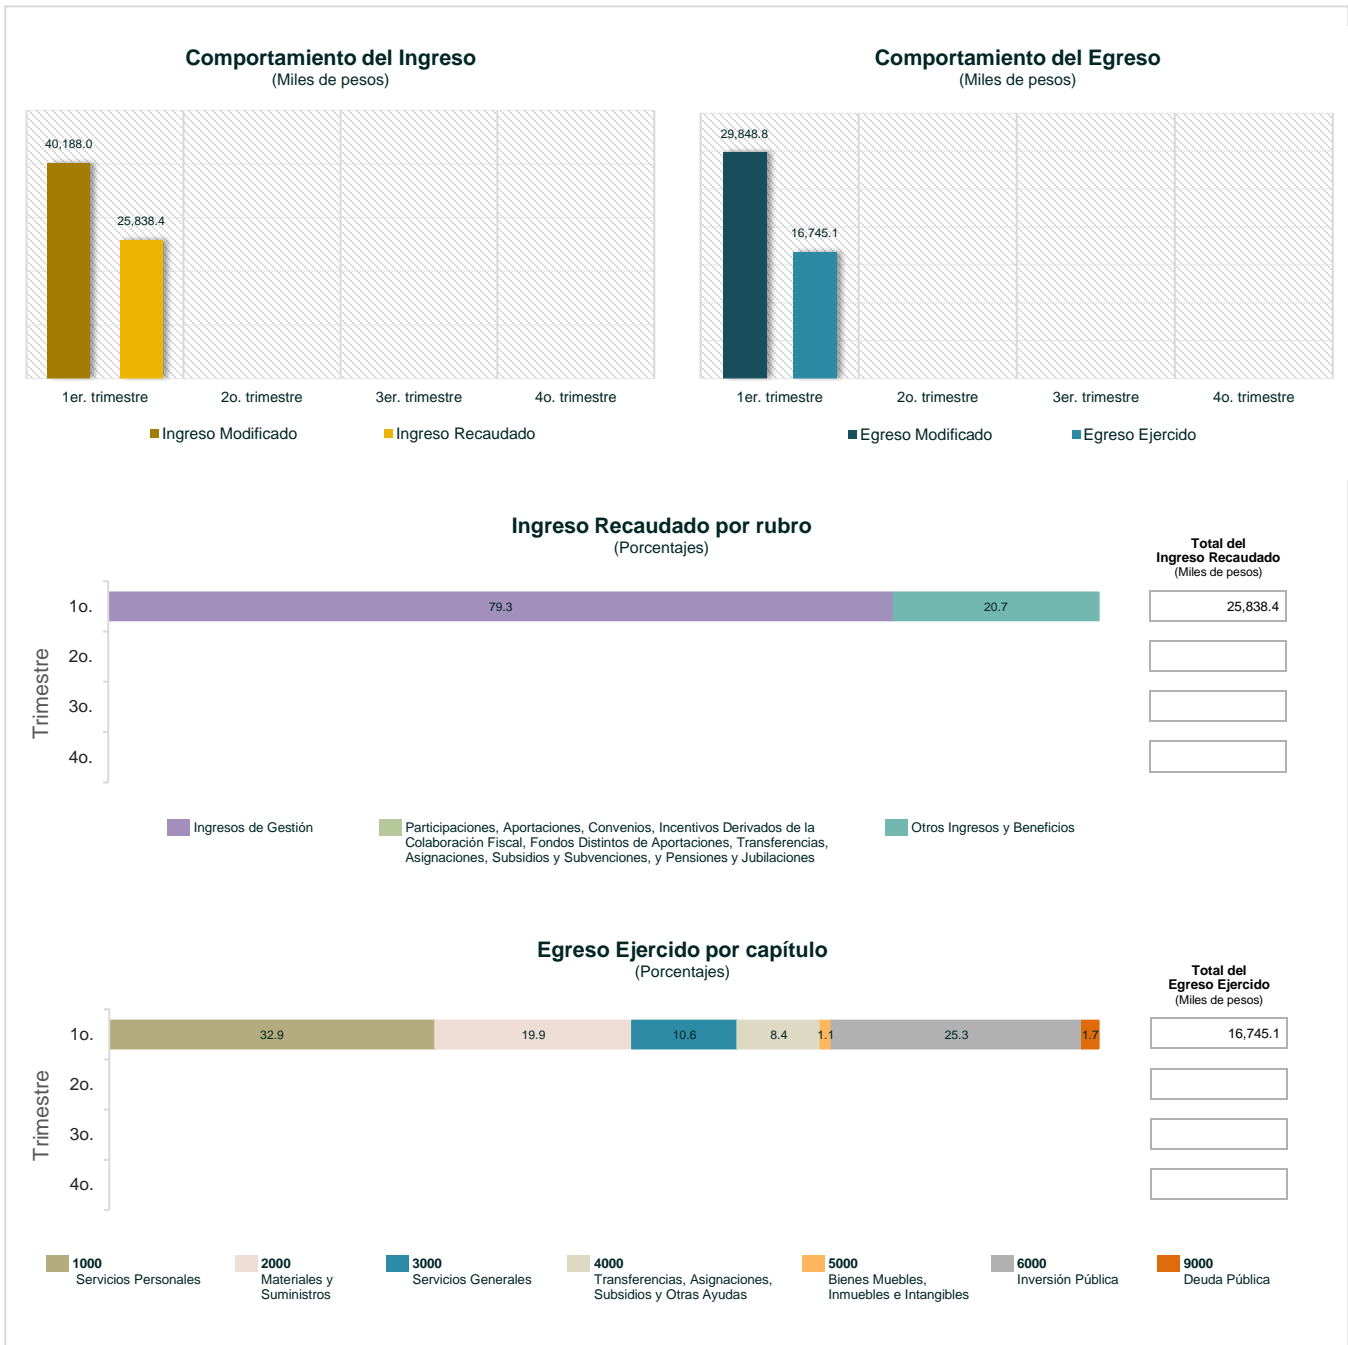 Comportamiento del Ingreso
(Miles de pesos)
40,188.0
25,838.4
1er. trimestre
2o. trimestre
3er. trimestre
4o. trimestre
Ingreso Modificado
Ingreso Recaudado
Comportamiento del Egreso
(Miles de pesos)
29,848.8
16,745.1
1er. trimestre
2o. trimestre
3er. trimestre
4o. trimestre
Egreso Modificado
Egreso Ejercido
Ingreso Recaudado por rubro
(Porcentajes)
Total del
Ingreso Recaudado
(Miles de pesos)
Trimestre
1o.
79.3
20.7
25,838.4
2o.
3o.
4o.
Ingresos de Gestión
Participaciones, Aportaciones, Convenios, Incentivos Derivados de la
Colaboración Fiscal, Fondos Distintos de Aportaciones, Transferencias,
Asignaciones, Subsidios y Subvenciones, y Pensiones y Jubilaciones
Otros Ingresos y Beneficios
Egreso Ejercido por capítulo
(Porcentajes)
Total del
Egreso Ejercido
(Miles de pesos)
Trimestre
1o.
32.9
19.9
10.6
8.4
1.1
25.3
1.7
16,745.1
2o.
3o.
4o.
1000
Servicios Personales
2000
Materiales y
Suministros
3000
Servicios Generales
4000
Transferencias, Asignaciones,
Subsidios y Otras Ayudas
5000
Bienes Muebles,
Inmuebles e Intangibles
6000
Inversión Pública
9000
Deuda Pública